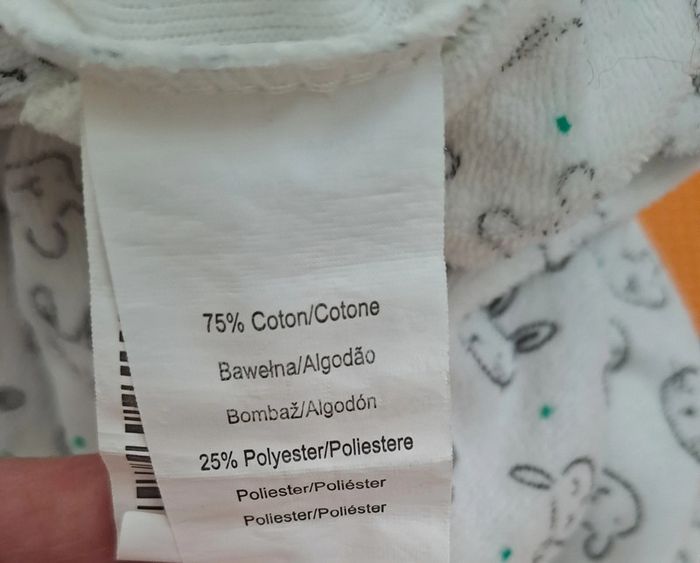 75% Coton/Cotone
Bawełna/Algodão
Bombaž/Algodón
25% Polyester/Poliestere
Poliester/Poliéster
Poliester/Poliéster